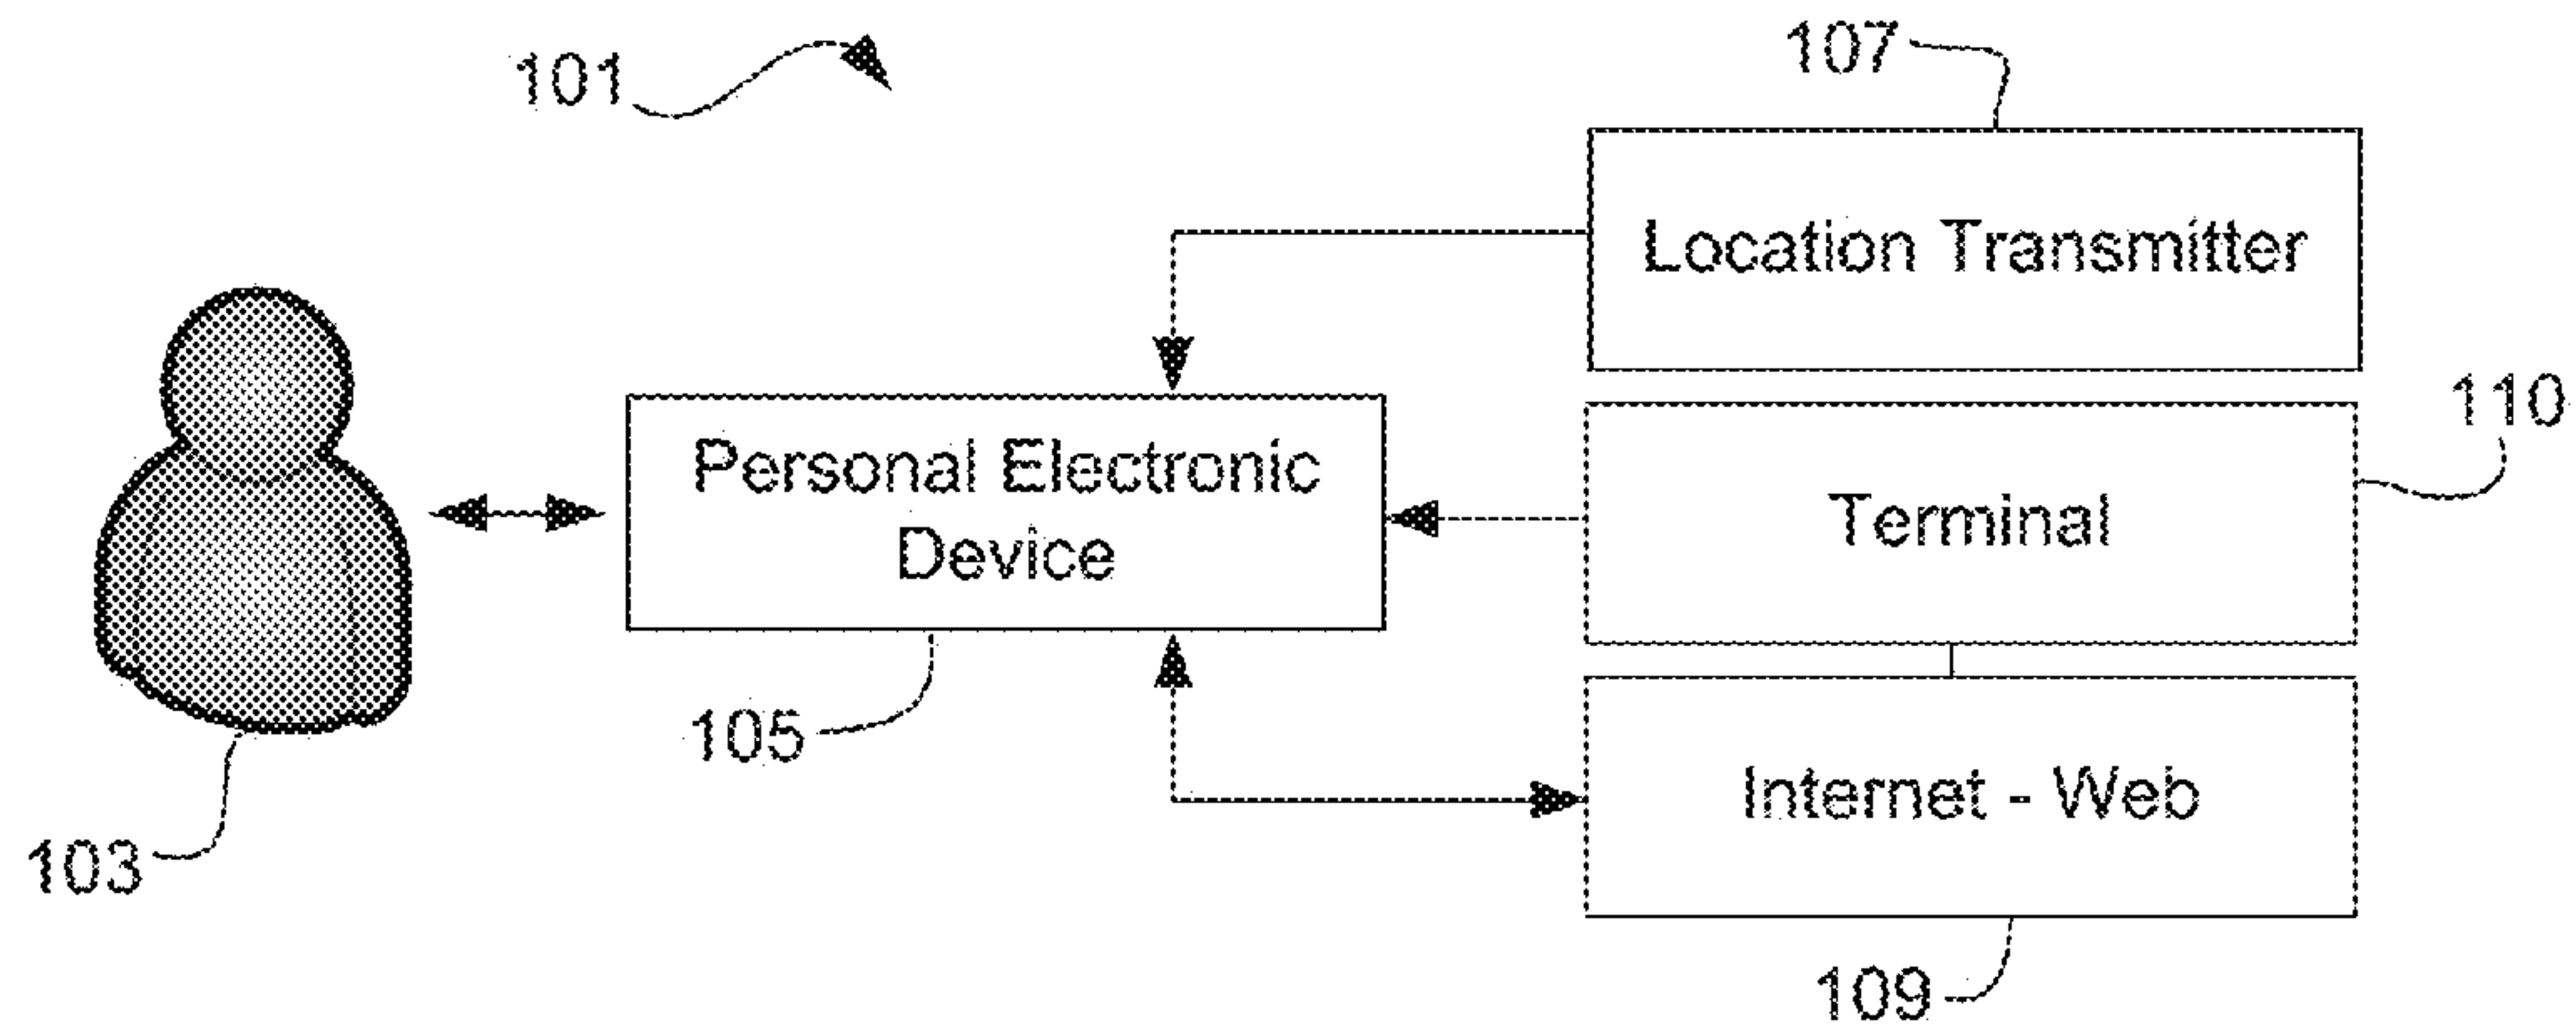 101
107
Location Transmitter
110
Personal Electronic
Device
Terminal
105
Internet - Web
103
109